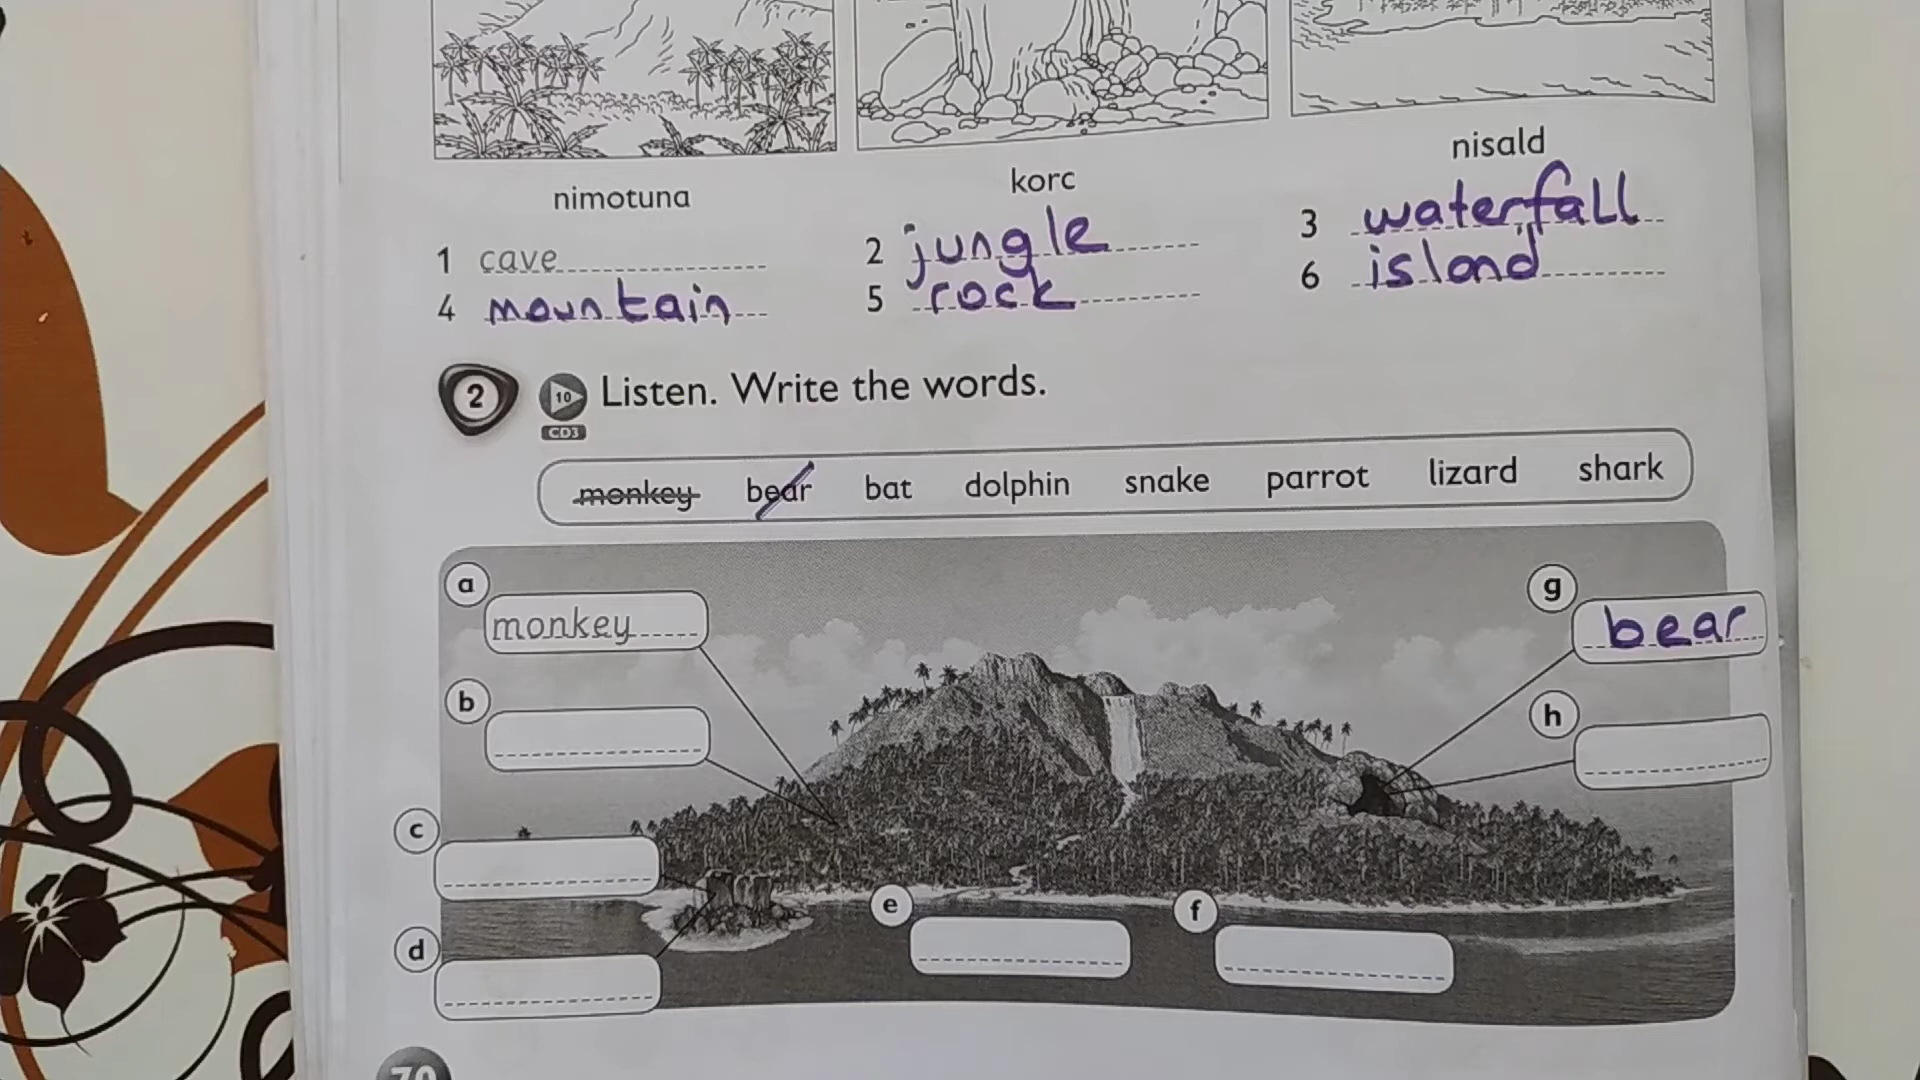 nimotuna korc nisald
1 cave 2 jungle 3 waterfall
4 mountain 5 rock 6 island
2 10 Listen. Write the words.
CD3
monkey bear bat dolphin snake parrot lizard shark
a monkey g bear
b h
c
d e f
70